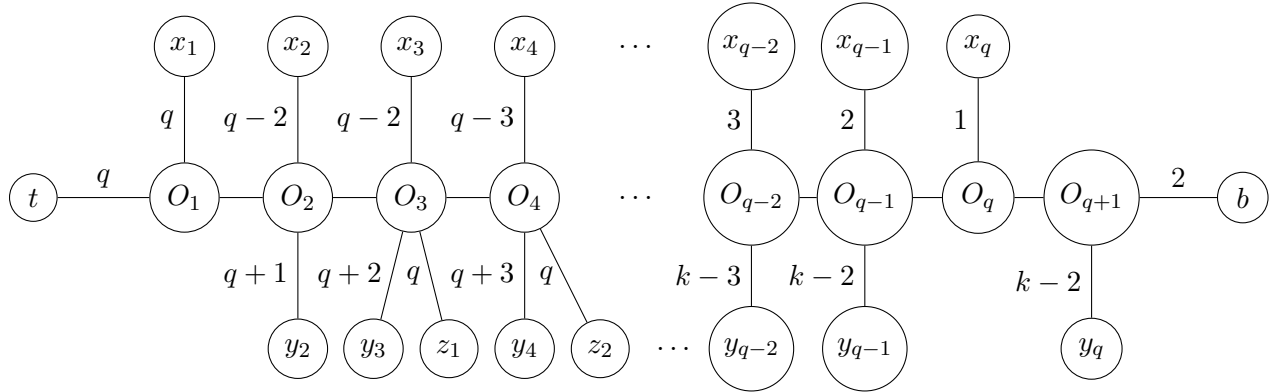 x_1 x_2 x_3 x_4 ⋯ x_{q−2} x_{q−1} x_q
q q − 2 q − 2 q − 3 3 2 1
t q O_1 O_2 O_3 O_4 ⋯ O_{q−2} O_{q−1} O_q O_{q+1} 2 b
q + 1 q + 2 q q + 3 q k − 3 k − 2 k − 2
y_2 y_3 z_1 y_4 z_2 ⋯ y_{q−2} y_{q−1} y_q